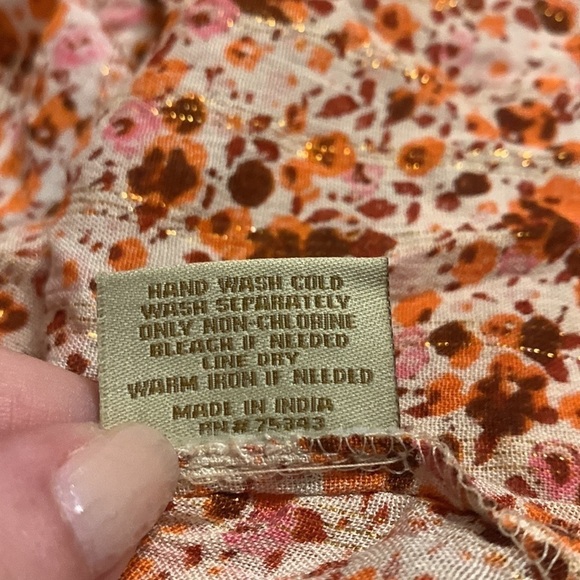 HAND WASH COLD
WASH SEPARATELY
ONLY NON-CHLORINE
BLEACH IF NEEDED
LINE DRY
WARM IRON IF NEEDED
MADE IN INDIA
RN # 75343